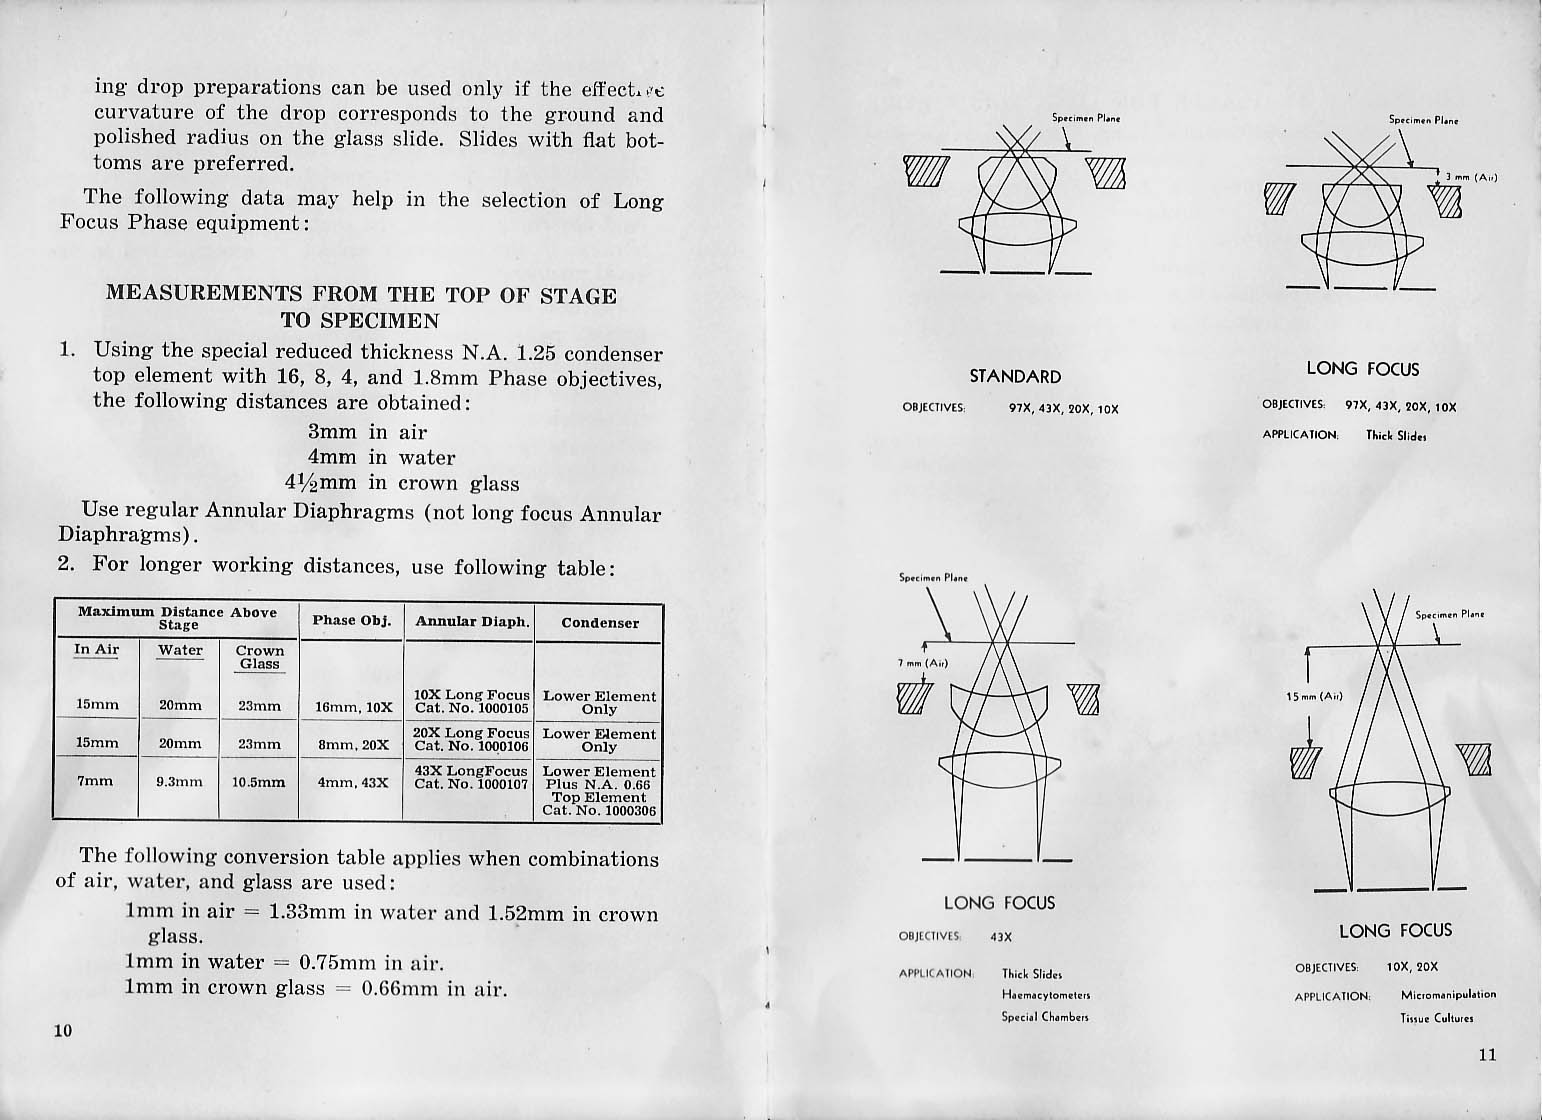 ing drop preparations can be used only if the effective
curvature of the drop corresponds to the ground and
polished radius on the glass slide. Slides with flat bot-
toms are preferred.
The following data may help in the selection of Long
Focus Phase equipment:
MEASUREMENTS FROM THE TOP OF STAGE
TO SPECIMEN
1. Using the special reduced thickness N.A. 1.25 condenser
top element with 16, 8, 4, and 1.8mm Phase objectives,
the following distances are obtained:
3mm in air
4mm in water
4½mm in crown glass
Use regular Annular Diaphragms (not long focus Annular
Diaphragms).
2. For longer working distances, use following table:
Maximum Distance Above
Stage
Phase Obj.
Annular Diaph.
Condenser
In Air
Water
Crown
Glass
15mm 20mm 23mm 16mm, 10X
10X Long Focus
Cat. No. 1000105
Lower Element
Only
15mm 20mm 23mm 8mm, 20X
20X Long Focus
Cat. No. 1000106
Lower Element
Only
7mm 9.3mm 10.5mm 4mm, 43X
43X LongFocus
Cat. No. 1000107
Lower Element
Plus N.A. 0.66
Top Element
Cat. No. 1000306
The following conversion table applies when combinations
of air, water, and glass are used:
1mm in air = 1.33mm in water and 1.52mm in crown
glass.
1mm in water = 0.75mm in air.
1mm in crown glass = 0.66mm in air.
10
Specimen Plane
STANDARD
OBJECTIVES: 97X, 43X, 20X, 10X
Specimen Plane
3 mm (Air)
LONG FOCUS
OBJECTIVES: 97X, 43X, 20X, 10X
APPLICATION: Thick Slides
Specimen Plane
7 mm (Air)
LONG FOCUS
OBJECTIVES: 43X
APPLICATION: Thick Slides
Haemacytometers
Special Chambers
Specimen Plane
15 mm (Air)
LONG FOCUS
OBJECTIVES: 10X, 20X
APPLICATION: Micromanipulation
Tissue Cultures
11